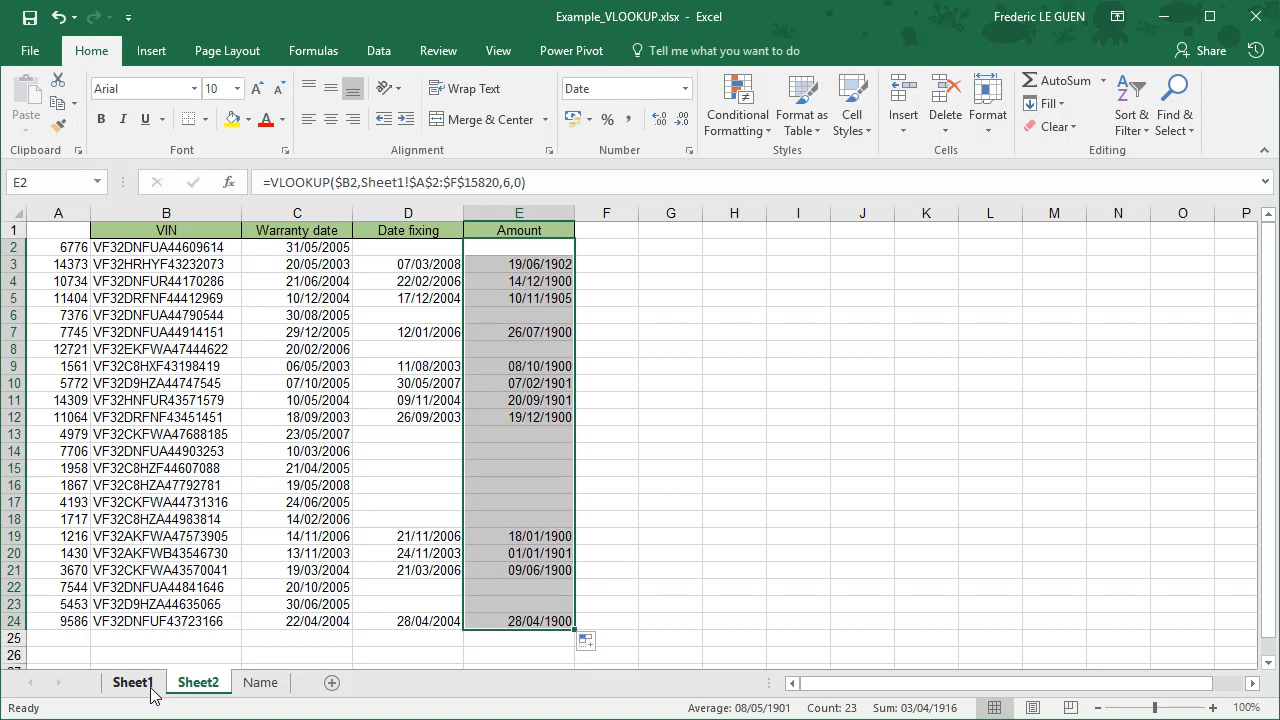 Example_VLOOKUP.xlsx - Excel
Frederic LE GUEN
File Home Insert Page Layout Formulas Data Review View Power Pivot Tell me what you want to do Share
Paste
Clipboard
Arial 10
B I U
Font
Wrap Text
Merge & Center
Alignment
Date
%
Number
Conditional Formatting
Format as Table
Cell Styles
Styles
Insert Delete Format
Cells
AutoSum
Fill
Clear
Sort & Filter
Find & Select
Editing
E2 fx =VLOOKUP($B2,Sheet1!$A$2:$F$15820,6,0)
A B C D E F G H I J K L M N O P
1 VIN Warranty date Date fixing Amount
2 6776 VF32DNFUA44609614 31/05/2005
3 14373 VF32HRHYF43232073 20/05/2003 07/03/2008 19/06/1902
4 10734 VF32DNFUR44170286 21/06/2004 22/02/2006 14/12/1900
5 11404 VF32DRFNF44412969 10/12/2004 17/12/2004 10/11/1905
6 7376 VF32DNFUA44790544 30/08/2005
7 7745 VF32DNFUA44914151 29/12/2005 12/01/2006 26/07/1900
8 12721 VF32EKFWA47444622 20/02/2006
9 1561 VF32C8HXF43198419 06/05/2003 11/08/2003 08/10/1900
10 5772 VF32D9HZA44747545 07/10/2005 30/05/2007 07/02/1901
11 14309 VF32HNFUR43571579 10/05/2004 09/11/2004 20/09/1901
12 11064 VF32DRFNF43451451 18/09/2003 26/09/2003 19/12/1900
13 4979 VF32CKFWA47688185 23/05/2007
14 7706 VF32DNFUA44903253 10/03/2006
15 1958 VF32C8HZF44607088 21/04/2005
16 1867 VF32C8HZA47792781 19/05/2008
17 4193 VF32CKFWA44731316 24/06/2005
18 1717 VF32C8HZA44983814 14/02/2006
19 1216 VF32AKFWA47573905 14/11/2006 21/11/2006 18/01/1900
20 1430 VF32AKFWB43546730 13/11/2003 24/11/2003 01/01/1901
21 3670 VF32CKFWA43570041 19/03/2004 21/03/2006 09/06/1900
22 7544 VF32DNFUA44841646 20/10/2005
23 5453 VF32D9HZA44635065 30/06/2005
24 9586 VF32DNFUF43723166 22/04/2004 28/04/2004 28/04/1900
25
26
Sheet1 Sheet2 Name
Ready Average: 08/05/1901 Count: 23 Sum: 03/04/1916 100%